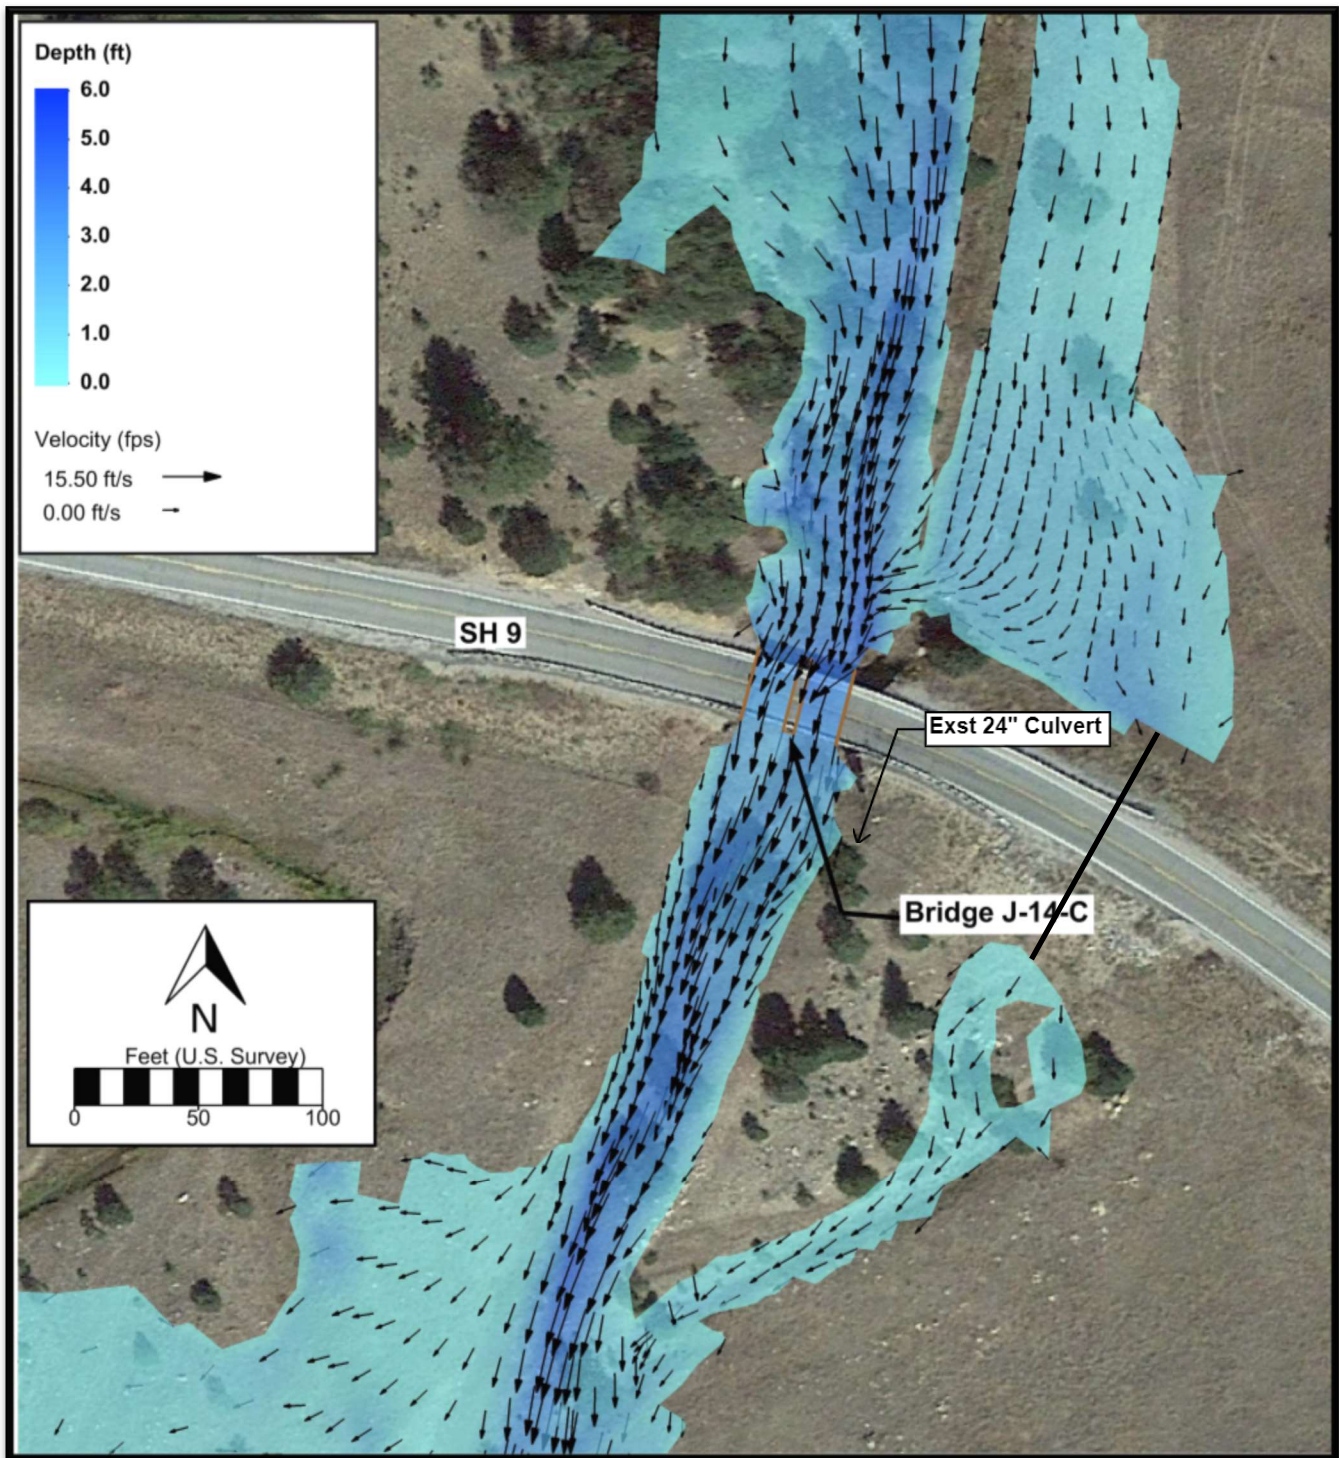 Depth (ft)
6.0
5.0
4.0
3.0
2.0
1.0
0.0
Velocity (fps)
15.50 ft/s
0.00 ft/s
SH 9
Exst 24" Culvert
Bridge J-14-C
N
Feet (U.S. Survey)
0 50 100